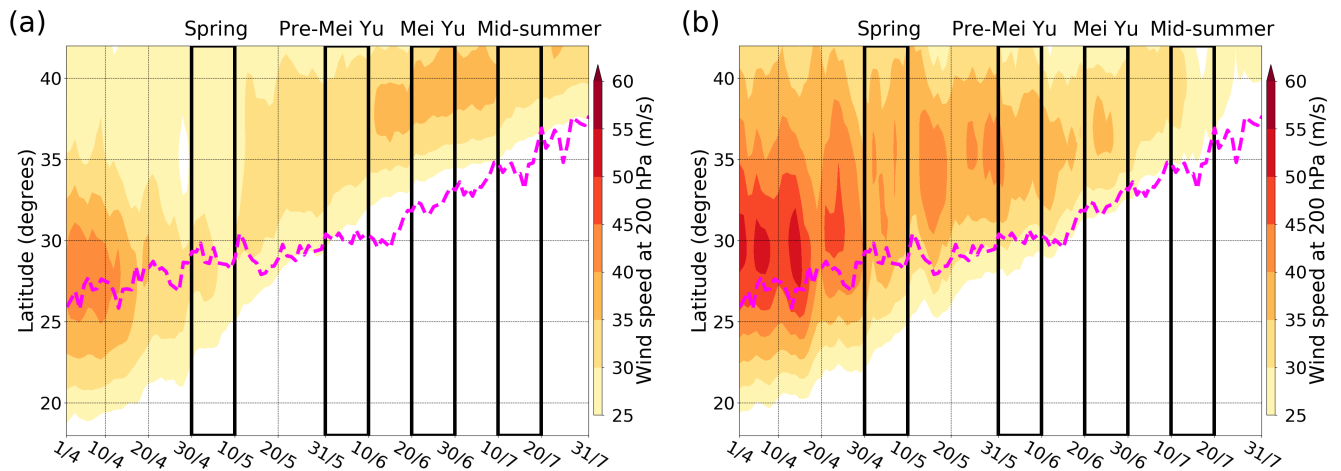 (a)
Spring Pre-Mei Yu Mei Yu Mid-summer
Latitude (degrees)
40
35
30
25
20
1/4 10/4 20/4 30/4 10/5 20/5 31/5 10/6 20/6 30/6 10/7 20/7 31/7
60
55
50
45
40
35
30
25
Wind speed at 200 hPa (m/s)
(b)
Spring Pre-Mei Yu Mei Yu Mid-summer
Latitude (degrees)
40
35
30
25
20
1/4 10/4 20/4 30/4 10/5 20/5 31/5 10/6 20/6 30/6 10/7 20/7 31/7
60
55
50
45
40
35
30
25
Wind speed at 200 hPa (m/s)